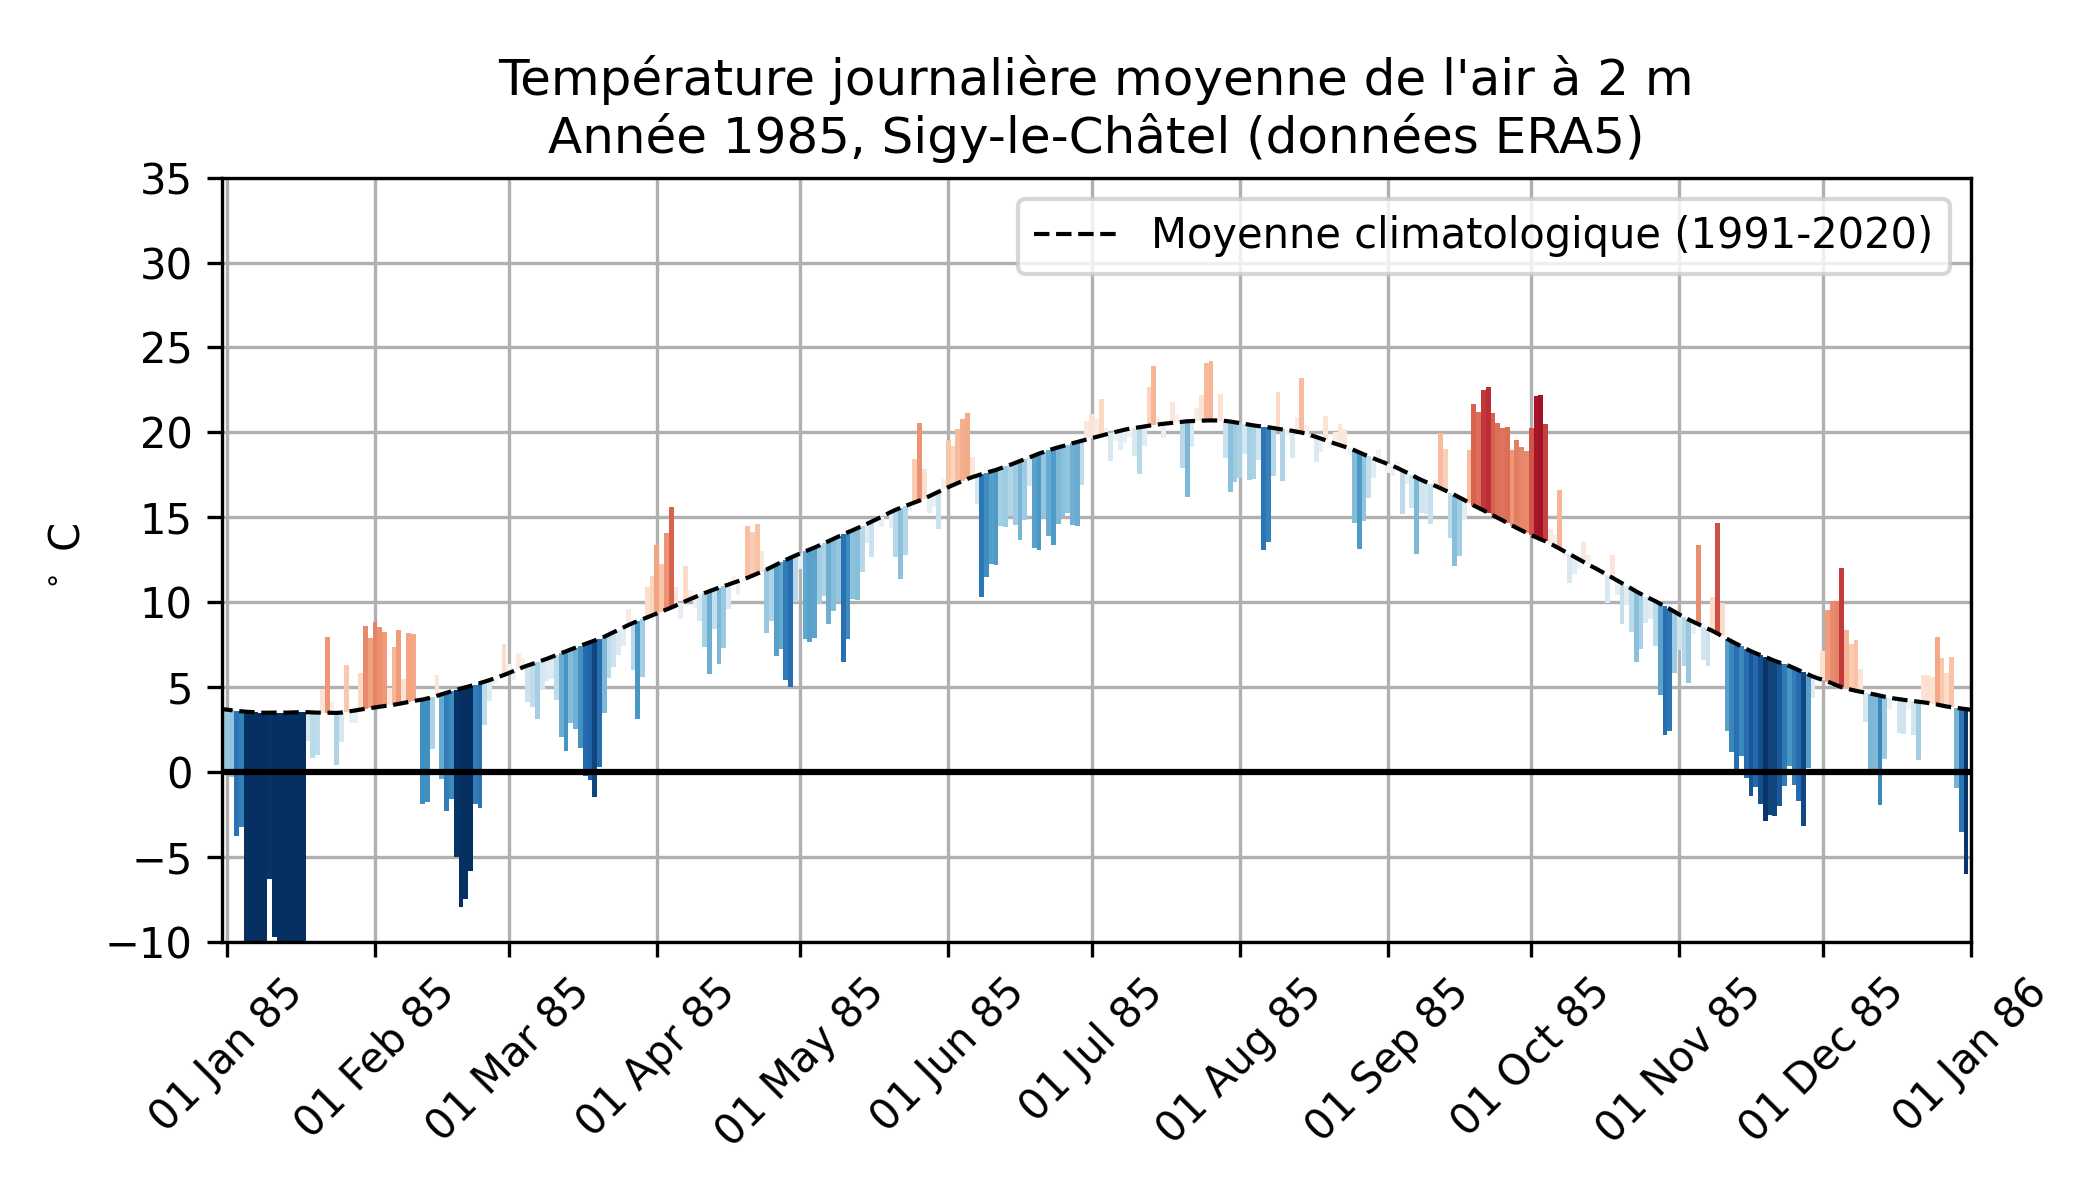 Température journalière moyenne de l'air à 2 m
Année 1985, Sigy-le-Châtel (données ERA5)
Moyenne climatologique (1991-2020)
° C
35
30
25
20
15
10
5
0
−5
−10
01 Jan 85
01 Feb 85
01 Mar 85
01 Apr 85
01 May 85
01 Jun 85
01 Jul 85
01 Aug 85
01 Sep 85
01 Oct 85
01 Nov 85
01 Dec 85
01 Jan 86